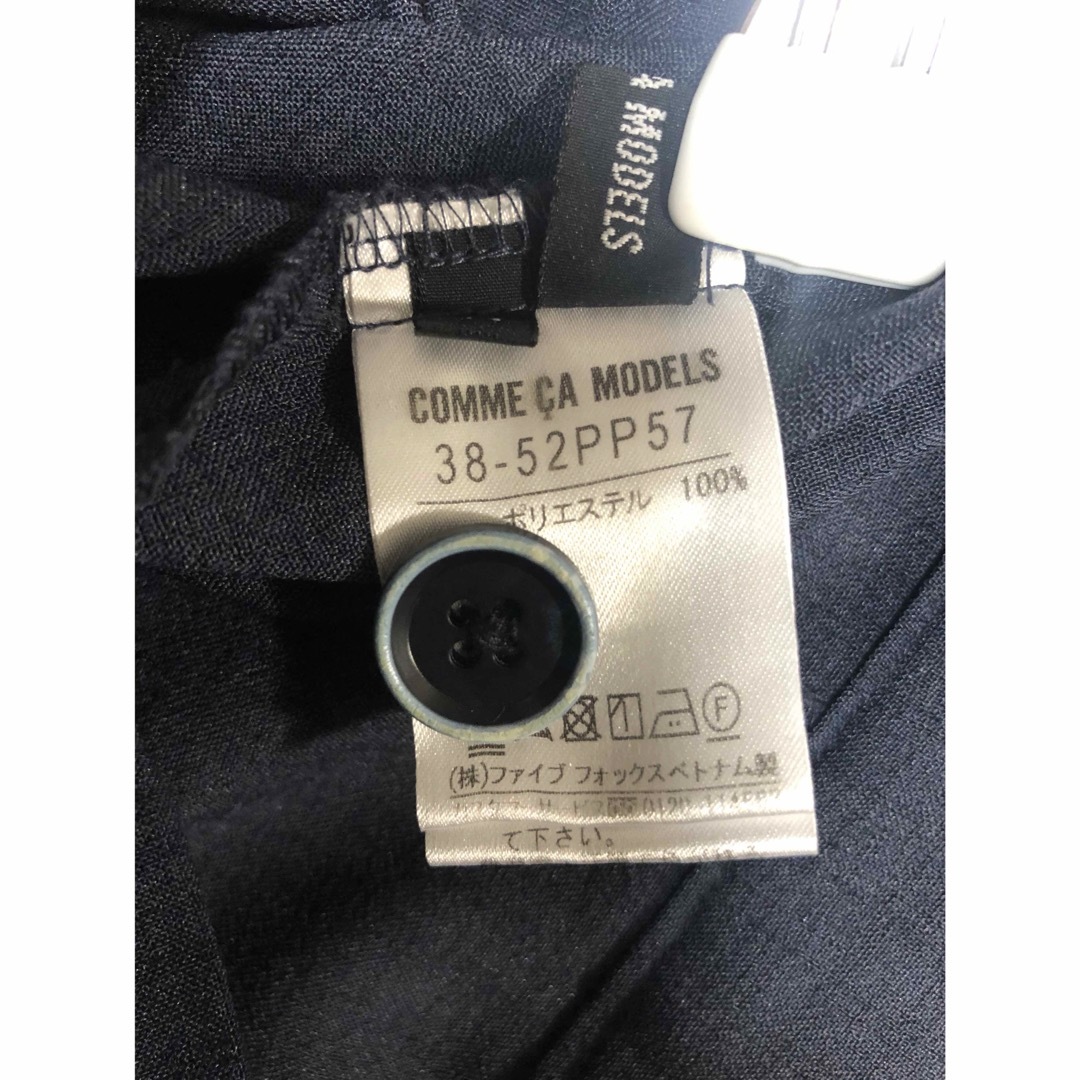 MODELS
COMME ÇA MODELS
38-52PP57
ポリエステル 100%
(株)ファイブ フォックス ベトナム製
て下さい。